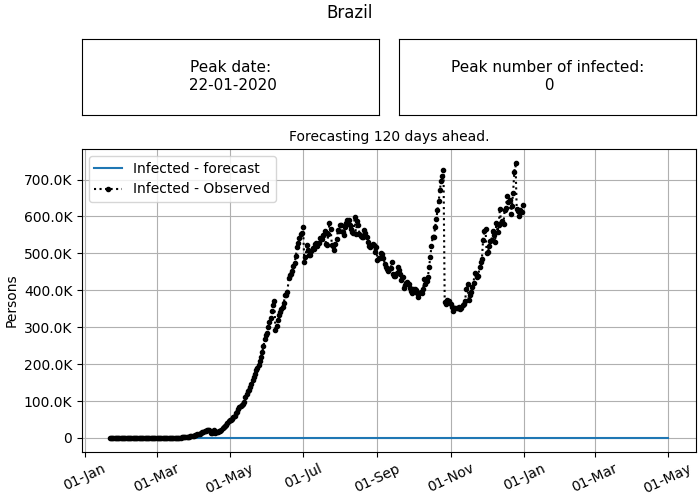 Brazil
Peak date:
22-01-2020
Peak number of infected:
0
Forecasting 120 days ahead.
Infected - forecast
Infected - Observed
Persons
700.0K
600.0K
500.0K
400.0K
300.0K
200.0K
100.0K
0
01-Jan
01-Mar
01-May
01-Jul
01-Sep
01-Nov
01-Jan
01-Mar
01-May